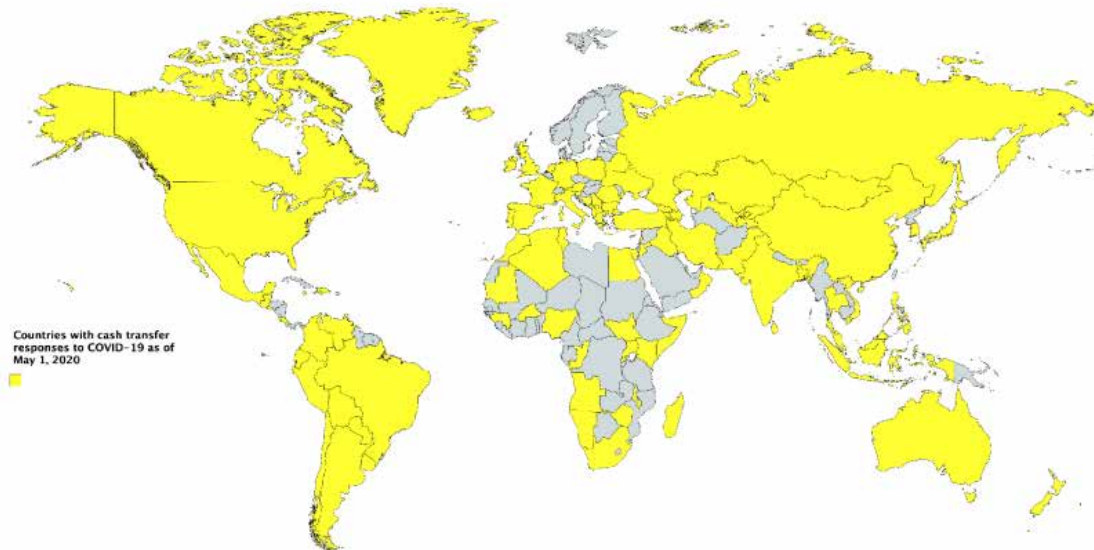 Countries with cash transfer
responses to COVID-19 as of
May 1, 2020